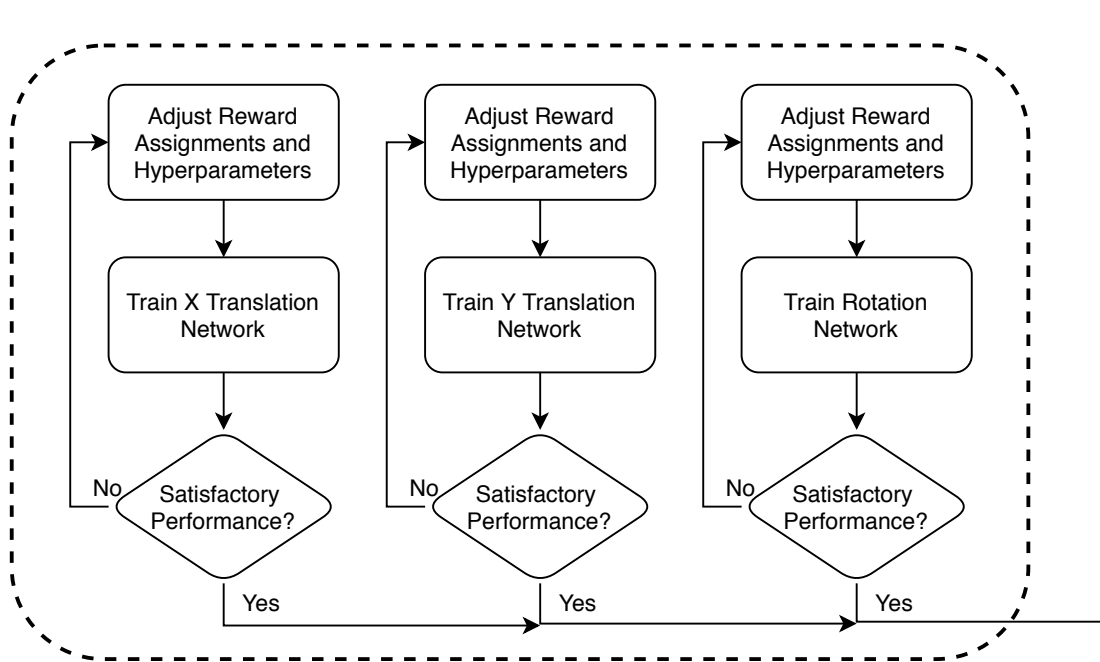 Adjust Reward
Assignments and
Hyperparameters
Adjust Reward
Assignments and
Hyperparameters
Adjust Reward
Assignments and
Hyperparameters
Train X Translation
Network
Train Y Translation
Network
Train Rotation
Network
No
Satisfactory
Performance?
No
Satisfactory
Performance?
No
Satisfactory
Performance?
Yes
Yes
Yes